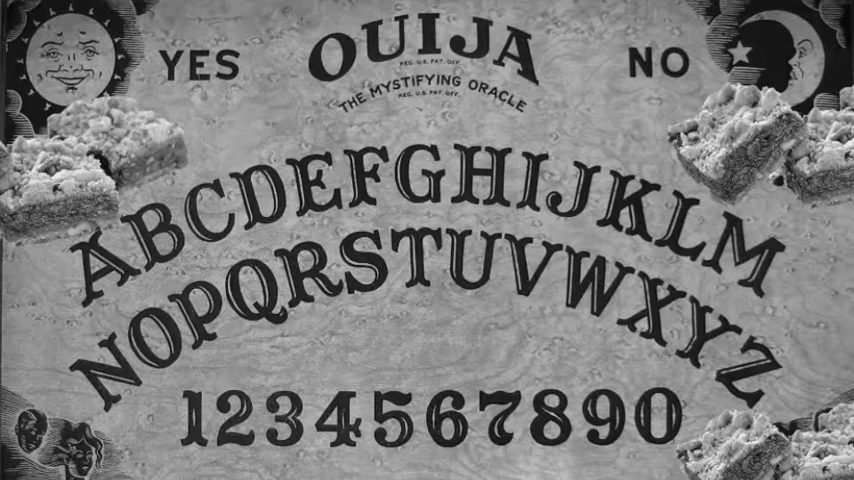 OUIJA
REG. U.S. PAT. OFF.
YES
NO
THE MYSTIFYING ORACLE
REG. U.S. PAT. OFF.
ABCDEFGHIJKLM
NOPQRSTUVWXYZ
1234567890